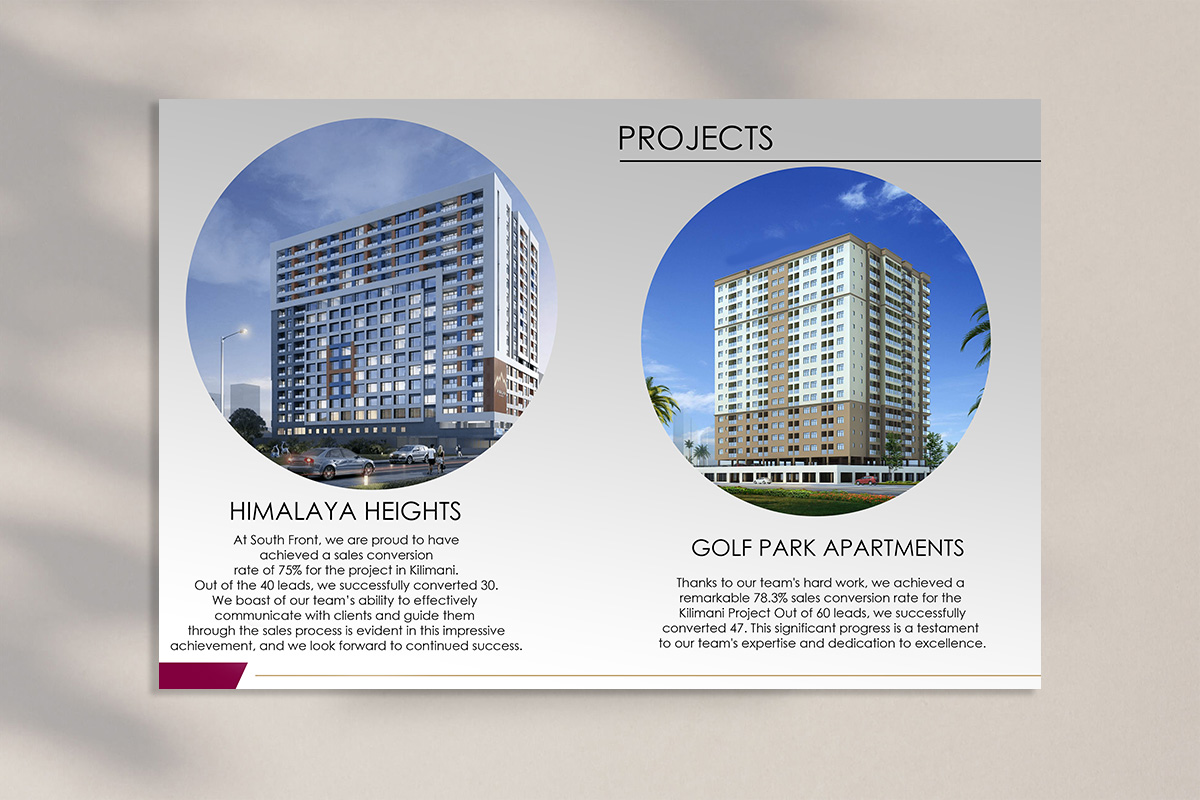 PROJECTS
HIMALAYA HEIGHTS
At South Front, we are proud to have
achieved a sales conversion
rate of 75% for the project in Kilimani.
Out of the 40 leads, we successfully converted 30.
We boast of our team’s ability to effectively
communicate with clients and guide them
through the sales process is evident in this impressive
achievement, and we look forward to continued success.
GOLF PARK APARTMENTS
Thanks to our team's hard work, we achieved a
remarkable 78.3% sales conversion rate for the
Kilimani Project Out of 60 leads, we successfully
converted 47. This significant progress is a testament
to our team's expertise and dedication to excellence.